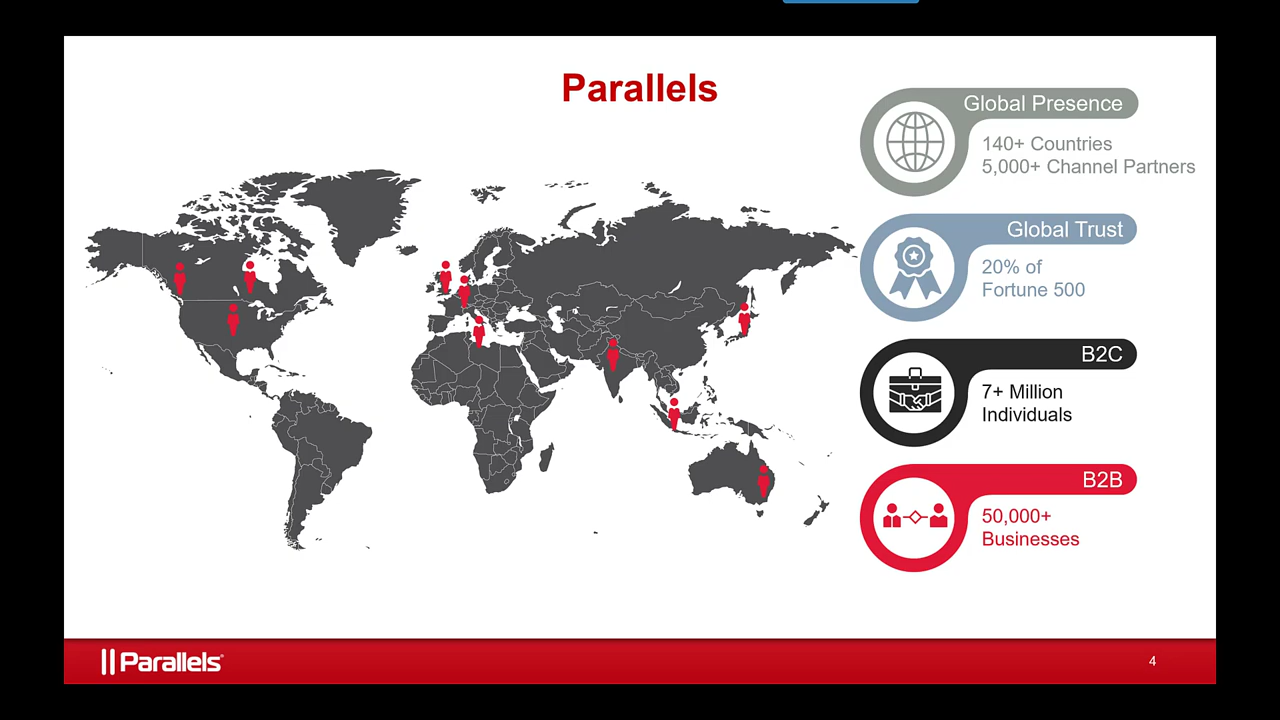 Parallels
Global Presence
140+ Countries
5,000+ Channel Partners
Global Trust
20% of
Fortune 500
B2C
7+ Million
Individuals
B2B
50,000+
Businesses
Parallels
4